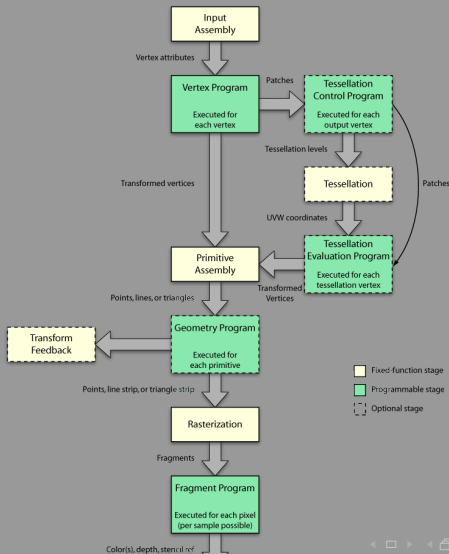 Input
Assembly
Vertex attributes
Vertex Program
Executed for
each vertex
Patches
Tessellation
Control Program
Executed for each
output vertex
Tessellation levels
Transformed vertices
Tessellation
Patches
UVW coordinates
Primitive
Assembly
Tessellation
Evaluation Program
Executed for each
tessellation vertex
Transformed
Vertices
Points, lines, or triangles
Transform
Feedback
Geometry Program
Executed for
each primitive
Fixed-function stage
Programmable stage
Optional stage
Points, line strip, or triangle strip
Rasterization
Fragments
Fragment Program
Executed for each pixel
(per sample possible)
Color(s), depth, stencil ref